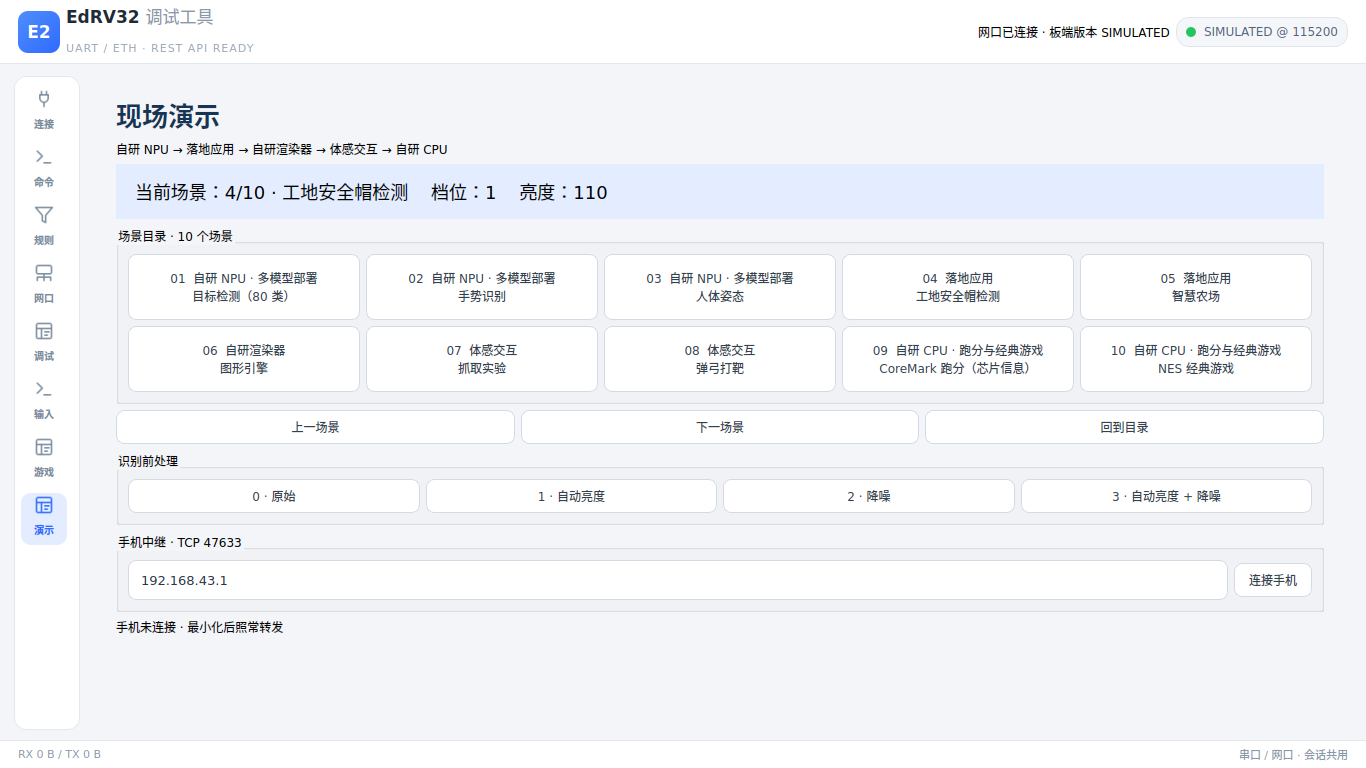 E2
EdRV32 调试工具
UART / ETH · REST API READY
网口已连接 · 板端版本 SIMULATED
SIMULATED @ 115200
连接
命令
规则
网口
调试
输入
游戏
演示
现场演示
自研 NPU → 落地应用 → 自研渲染器 → 体感交互 → 自研 CPU
当前场景：4/10 · 工地安全帽检测 档位：1 亮度：110
场景目录 · 10 个场景
01 自研 NPU · 多模型部署
目标检测（80 类）
02 自研 NPU · 多模型部署
手势识别
03 自研 NPU · 多模型部署
人体姿态
04 落地应用
工地安全帽检测
05 落地应用
智慧农场
06 自研渲染器
图形引擎
07 体感交互
抓取实验
08 体感交互
弹弓打靶
09 自研 CPU · 跑分与经典游戏
CoreMark 跑分（芯片信息）
10 自研 CPU · 跑分与经典游戏
NES 经典游戏
上一场景
下一场景
回到目录
识别前处理
0 · 原始
1 · 自动亮度
2 · 降噪
3 · 自动亮度 + 降噪
手机中继 · TCP 47633
192.168.43.1
连接手机
手机未连接 · 最小化后照常转发
RX 0 B / TX 0 B
串口 / 网口 · 会话共用